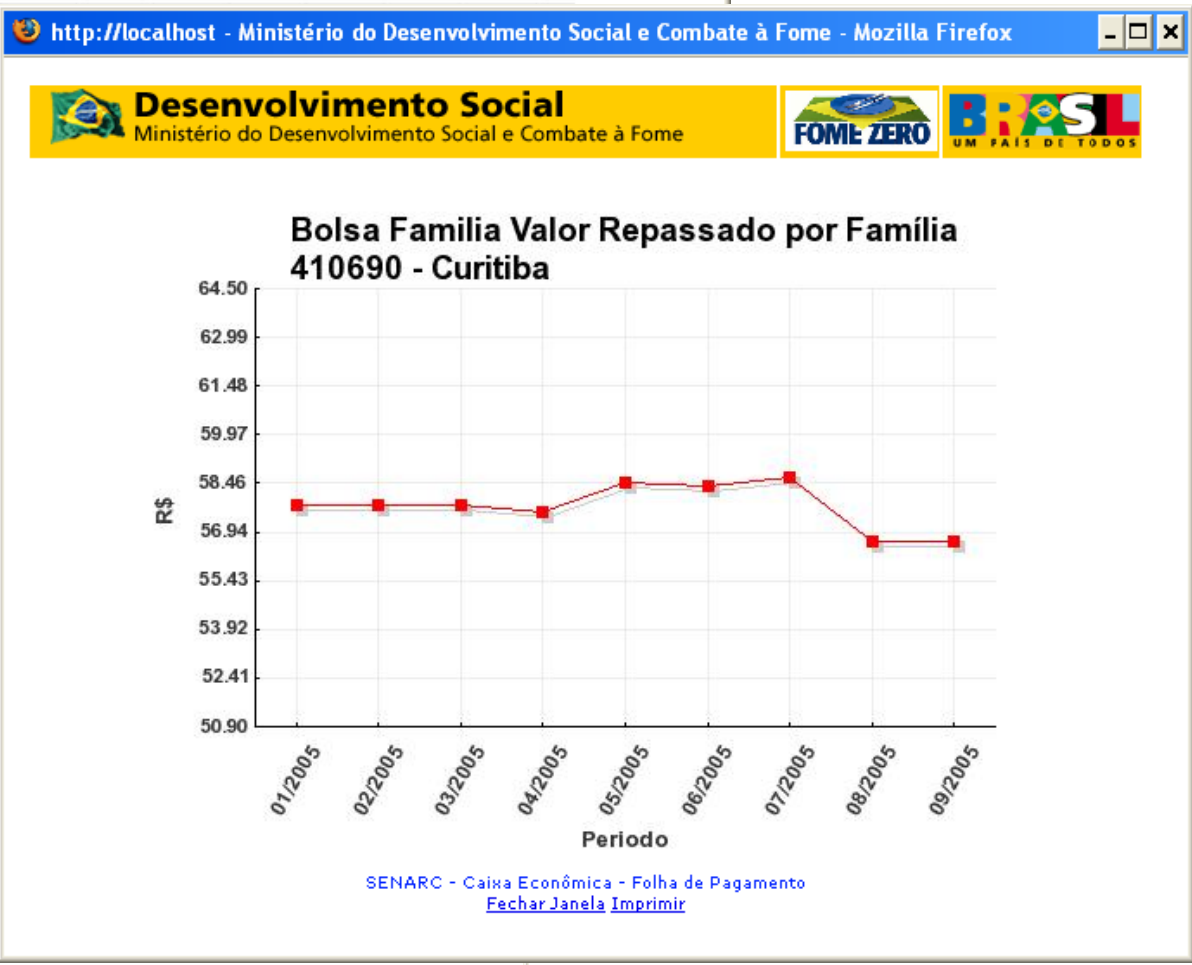 http://localhost - Ministério do Desenvolvimento Social e Combate à Fome - Mozilla Firefox
Desenvolvimento Social
Ministério do Desenvolvimento Social e Combate à Fome
FOME ZERO
BRASIL
UM PAÍS DE TODOS
Bolsa Familia Valor Repassado por Família
410690 - Curitiba
64.50
62.99
61.48
59.97
58.46
56.94
55.43
53.92
52.41
50.90
R$
01/2005
02/2005
03/2005
04/2005
05/2005
06/2005
07/2005
08/2005
09/2005
Periodo
SENARC - Caixa Econômica - Folha de Pagamento
Fechar Janela Imprimir